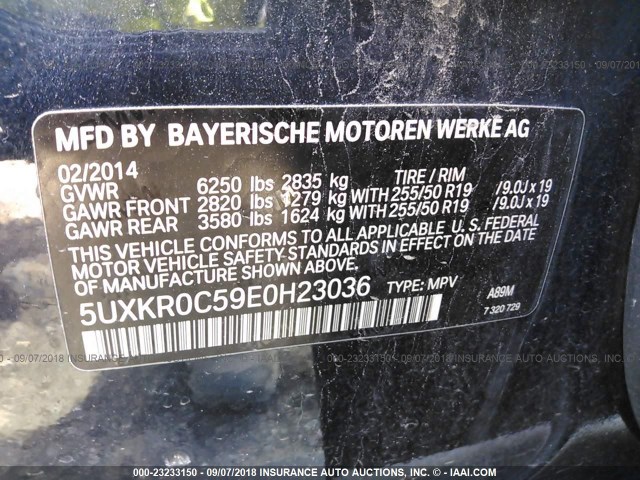 MFD BY BAYERISCHE MOTOREN WERKE AG
02/2014 TIRE / RIM
GVWR 6250 lbs 2835 kg
GAWR FRONT 2820 lbs 1279 kg WITH 255/50 R19 /9.0J x 19
GAWR REAR 3580 lbs 1624 kg WITH 255/50 R19 /9.0J x 19
THIS VEHICLE CONFORMS TO ALL APPLICABLE U. S. FEDERAL
MOTOR VEHICLE SAFETY-STANDARDS IN EFFECT ON THE DATE
OF MANUFACTURE SHOWN ABOVE.
5UXKR0C59E0H23036 TYPE: MPV A89M
7 320 729
000-23233150 - 09/07/2018 INSURANCE AUTO AUCTIONS, INC. - © - WWW.IAAI.COM